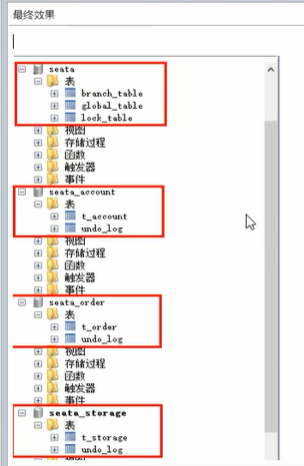 最终效果
seata
表
branch_table
global_table
lock_table
视图
存储过程
函数
触发器
事件
seata_account
表
t_account
undo_log
视图
存储过程
函数
触发器
事件
seata_order
表
t_order
undo_log
视图
存储过程
函数
触发器
事件
seata_storage
表
t_storage
undo_log